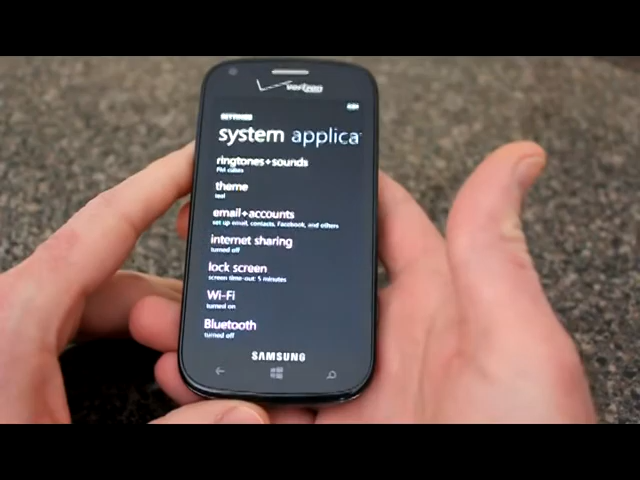 verizon
SETTINGS
system applica
ringtones+sounds
theme
teal
email+accounts
set up email, contacts, Facebook, and others
internet sharing
turned off
lock screen
screen time-out: 5 minutes
Wi-Fi
turned on
Bluetooth
turned off
SAMSUNG